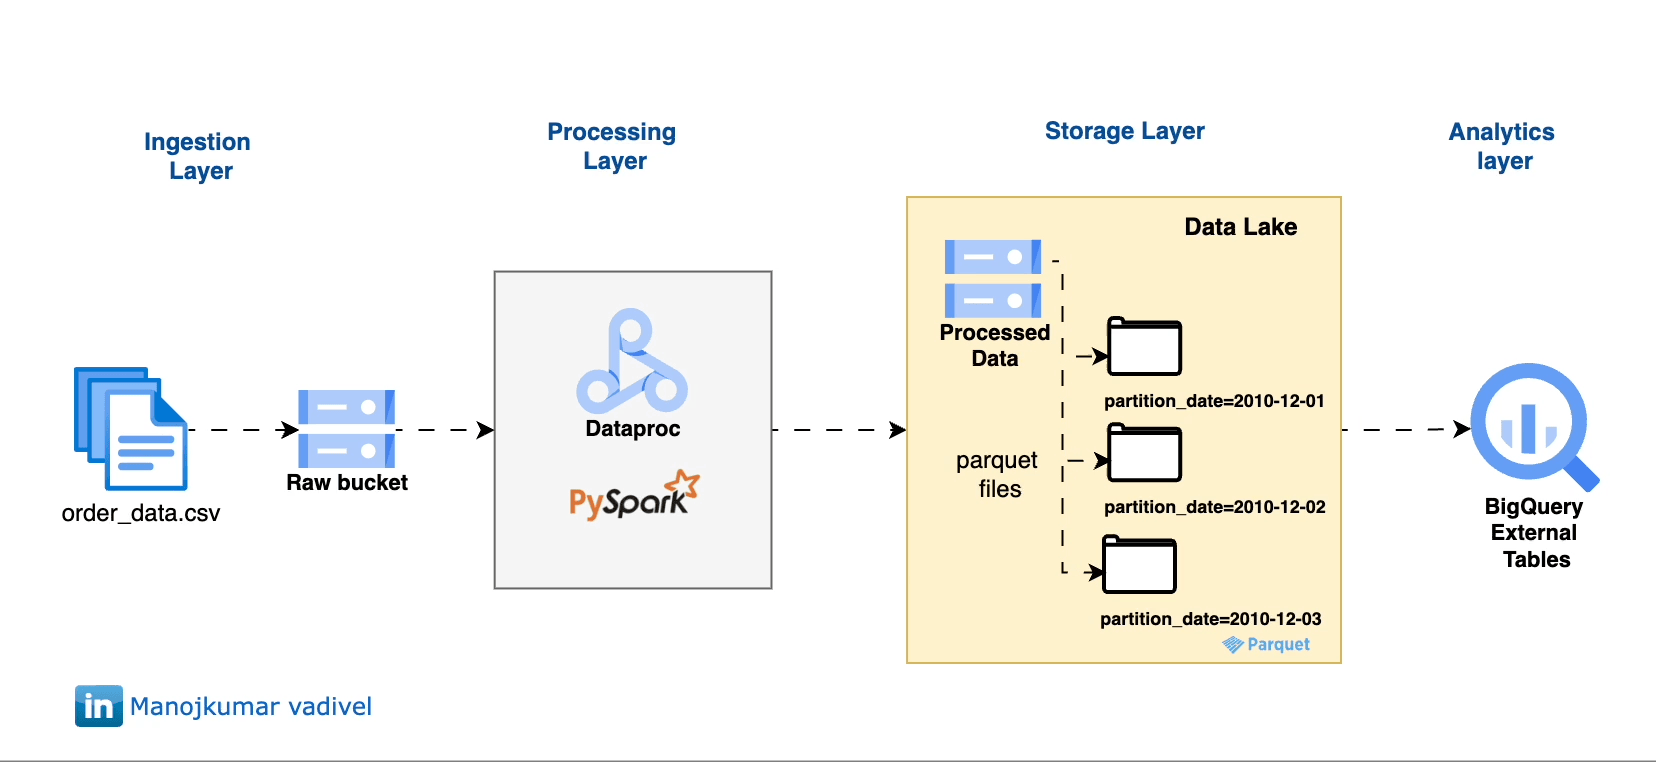 Ingestion
Layer
Processing
Layer
Storage Layer
Analytics
layer
order_data.csv
Raw bucket
Dataproc
PySpark
Data Lake
Processed
Data
parquet
files
partition_date=2010-12-01
partition_date=2010-12-02
partition_date=2010-12-03
Parquet
BigQuery
External
Tables
in Manojkumar vadivel